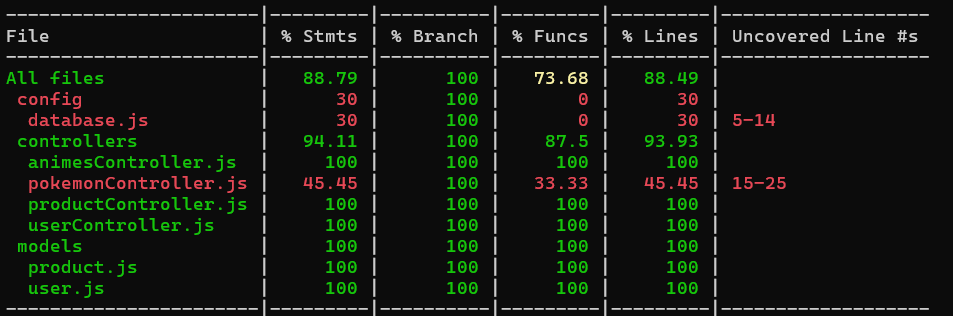 -------------------------|---------|----------|---------|---------|-------------------
File                     | % Stmts | % Branch | % Funcs | % Lines | Uncovered Line #s
-------------------------|---------|----------|---------|---------|-------------------
All files                |   88.79 |      100 |   73.68 |   88.49 |
 config                  |      30 |      100 |       0 |      30 |
  database.js            |      30 |      100 |       0 |      30 | 5-14
 controllers             |   94.11 |      100 |    87.5 |   93.93 |
  animesController.js    |     100 |      100 |     100 |     100 |
  pokemonController.js   |   45.45 |      100 |   33.33 |   45.45 | 15-25
  productController.js   |     100 |      100 |     100 |     100 |
  userController.js      |     100 |      100 |     100 |     100 |
 models                  |     100 |      100 |     100 |     100 |
  product.js             |     100 |      100 |     100 |     100 |
  user.js                |     100 |      100 |     100 |     100 |
-------------------------|---------|----------|---------|---------|-------------------